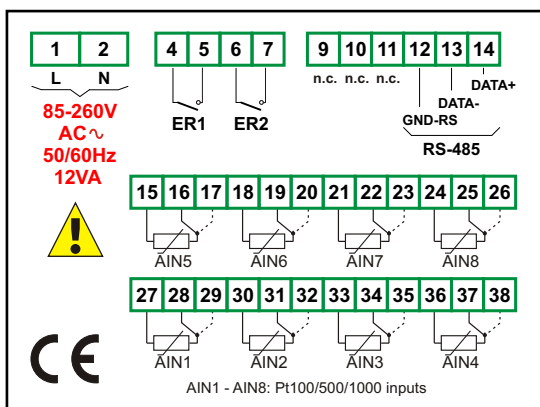 1 2 4 5 6 7 9 10 11 12 13 14
L N
n.c. n.c. n.c.
DATA+
DATA-
GND-RS
RS-485
ER1 ER2
85-260V
AC∿
50/60Hz
12VA
15 16 17 18 19 20 21 22 23 24 25 26
AIN5 AIN6 AIN7 AIN8
27 28 29 30 31 32 33 34 35 36 37 38
AIN1 AIN2 AIN3 AIN4
!
CE
AIN1 - AIN8: Pt100/500/1000 inputs